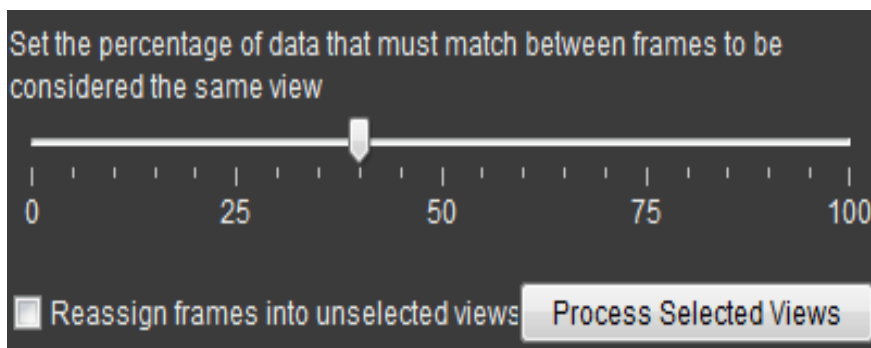 Set the percentage of data that must match between frames to be
considered the same view
0 25 50 75 100
Reassign frames into unselected views Process Selected Views